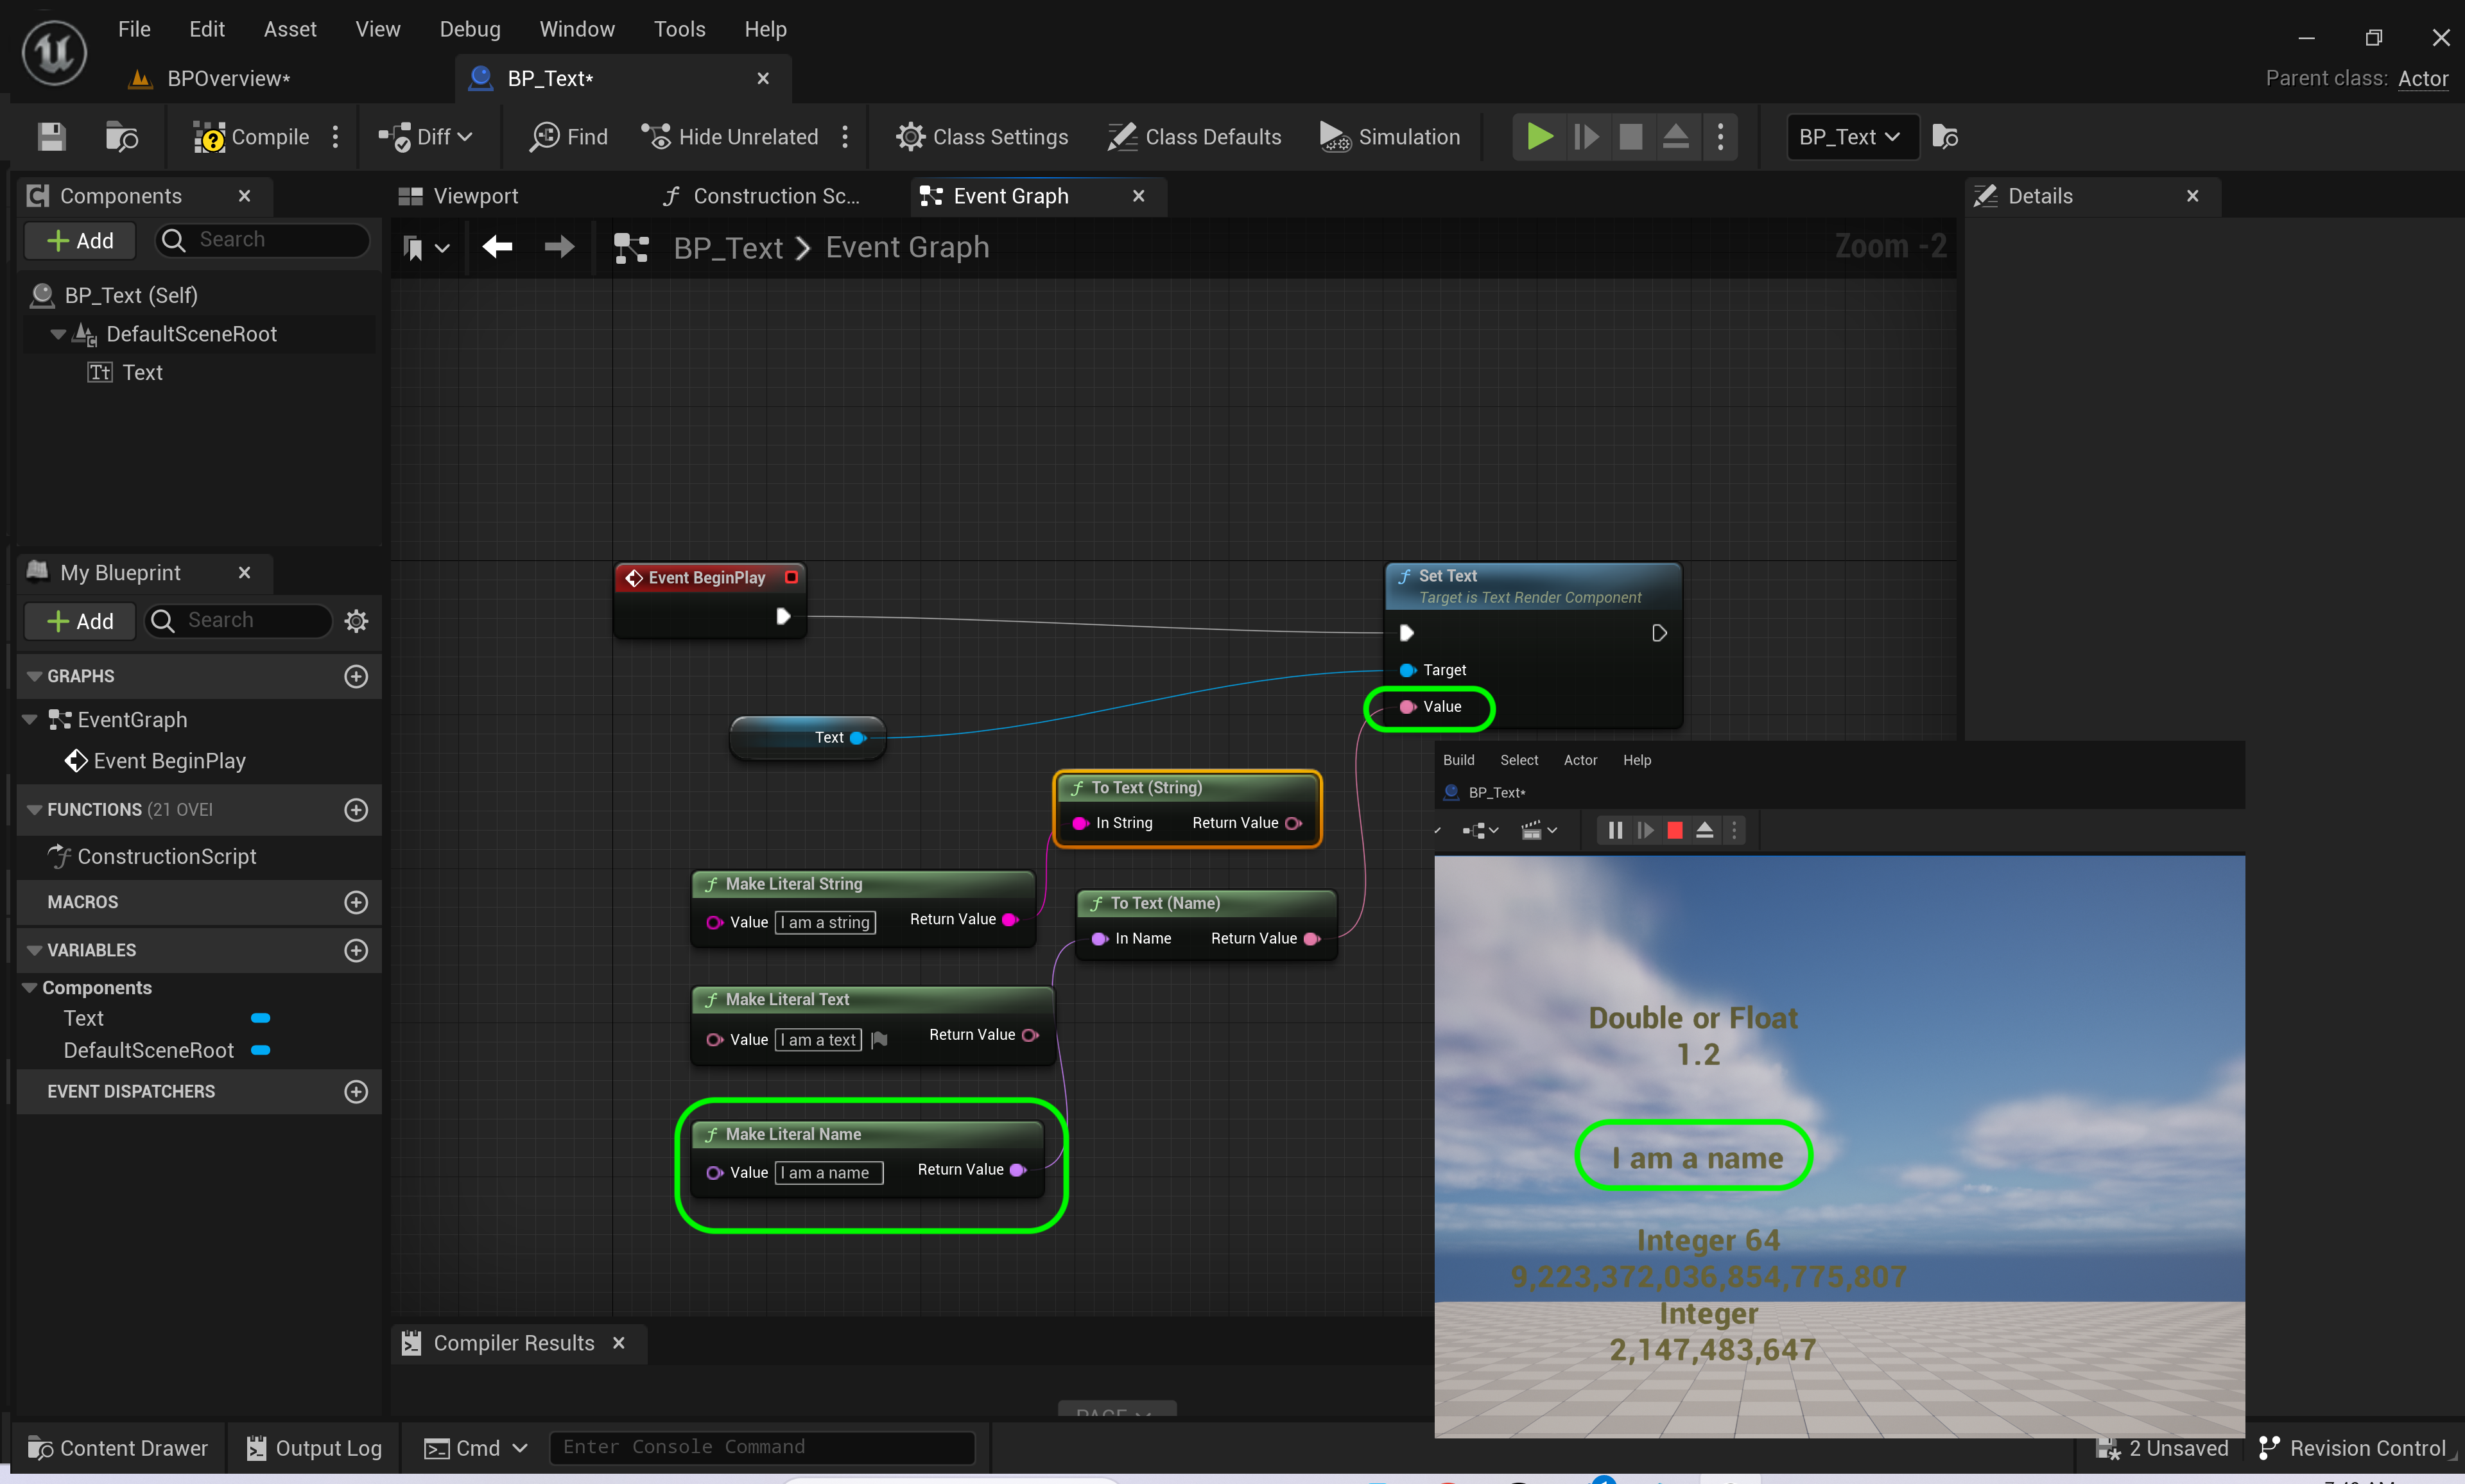 File Edit Asset View Debug Window Tools Help
BPOverview*
BP_Text*
Parent class: Actor
Compile
Diff
Find
Hide Unrelated
Class Settings
Class Defaults
Simulation
BP_Text
Components
Viewport
Construction Sc...
Event Graph
Details
Add
Search
BP_Text > Event Graph
Zoom -2
BP_Text (Self)
DefaultSceneRoot
Text
My Blueprint
Add
Search
GRAPHS
EventGraph
Event BeginPlay
FUNCTIONS (21 OVEI
ConstructionScript
MACROS
VARIABLES
Components
Text
DefaultSceneRoot
EVENT DISPATCHERS
Event BeginPlay
Set Text
Target is Text Render Component
Target
Value
Text
To Text (String)
In String Return Value
Make Literal String
Value I am a string Return Value
To Text (Name)
In Name Return Value
Make Literal Text
Value I am a text Return Value
Make Literal Name
Value I am a name Return Value
Build Select Actor Help
BP_Text*
Double or Float
1.2
I am a name
Integer 64
9,223,372,036,854,775,807
Integer
2,147,483,647
Compiler Results
Content Drawer
Output Log
Cmd
Enter Console Command
2 Unsaved
Revision Control